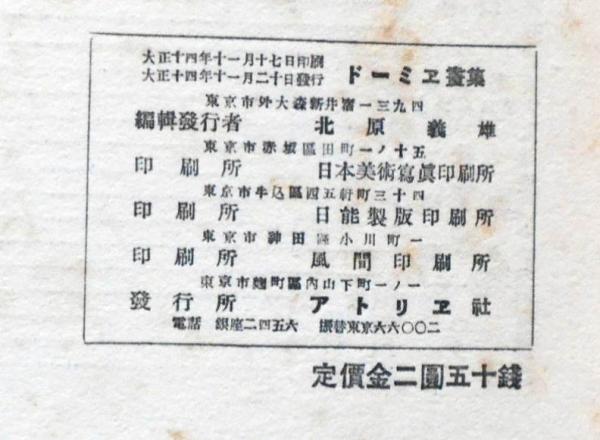 大正十四年十一月十七日印刷
大正十四年十一月二十日發行
ドーミヱ畫集
東京市外大森新井宿一三九四
編輯發行者 北原義雄
東京市赤坂區田町一ノ十五
印刷所 日本美術寫眞印刷所
東京市牛込區西五軒町三十四
印刷所 日能製版印刷所
東京市神田區小川町一
印刷所 風間印刷所
東京市麴町區內山下町一ノ一
發行所 アトリヱ社
電話 銀座二四五六 振替東京六六〇〇二
定價金二圓五十錢